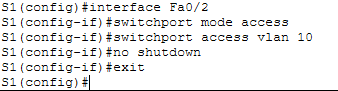 S1(config)#interface Fa0/2
S1(config-if)#switchport mode access
S1(config-if)#switchport access vlan 10
S1(config-if)#no shutdown
S1(config-if)#exit
S1(config)#